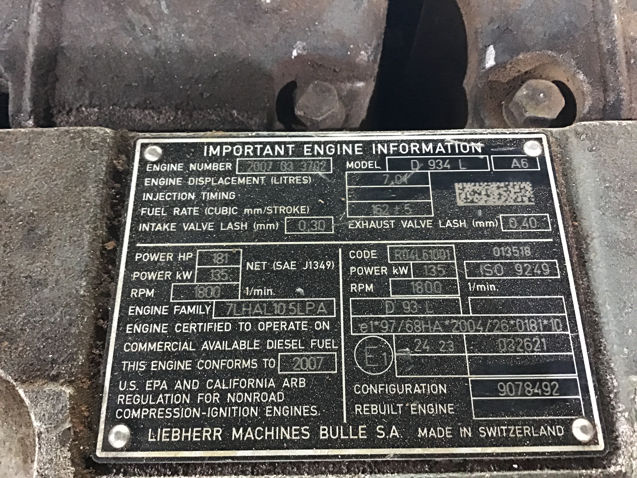 IMPORTANT ENGINE INFORMATION
ENGINE NUMBER 2007 03 3702 MODEL D 934 L A6
ENGINE DISPLACEMENT (LITRES) 7,01
INJECTION TIMING
FUEL RATE (CUBIC mm/STROKE) 162 ± 5
INTAKE VALVE LASH (mm) 0,30 EXHAUST VALVE LASH (mm) 0,40
POWER HP 181
POWER kW 135
NET (SAE J1349)
RPM 1800 1/min.
ENGINE FAMILY 7LHAL10.5LPA
ENGINE CERTIFIED TO OPERATE ON
COMMERCIAL AVAILABLE DIESEL FUEL
THIS ENGINE CONFORMS TO 2007
U.S. EPA AND CALIFORNIA ARB
REGULATION FOR NONROAD
COMPRESSION-IGNITION ENGINES.
CODE 013518
POWER kW 135 ISO 9249
RPM 1800 1/min.
D 93 L
e1*97/68HA*2004/26*0181*10
E1 24 23 032621
CONFIGURATION 9078492
REBUILT ENGINE
LIEBHERR MACHINES BULLE S.A. MADE IN SWITZERLAND